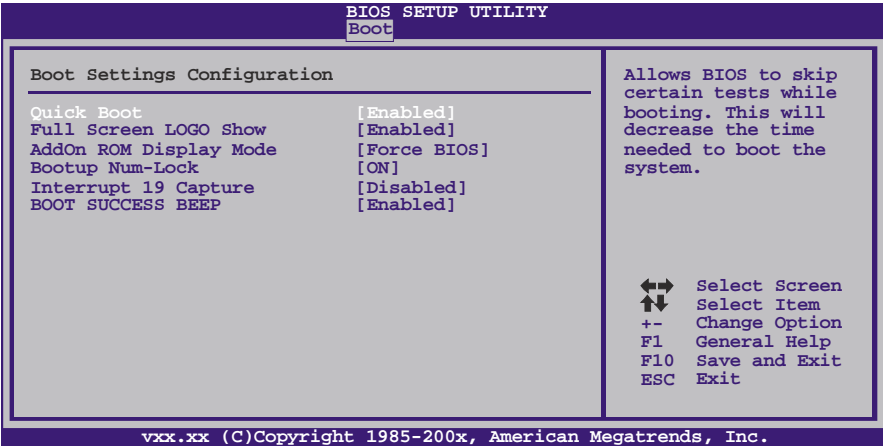 BIOS SETUP UTILITY
Boot
Boot Settings Configuration
Quick Boot [Enabled]
Full Screen LOGO Show [Enabled]
AddOn ROM Display Mode [Force BIOS]
Bootup Num-Lock [ON]
Interrupt 19 Capture [Disabled]
BOOT SUCCESS BEEP [Enabled]
Allows BIOS to skip
certain tests while
booting. This will
decrease the time
needed to boot the
system.
Select Screen
Select Item
+- Change Option
F1 General Help
F10 Save and Exit
ESC Exit
vxx.xx (C)Copyright 1985-200x, American Megatrends, Inc.